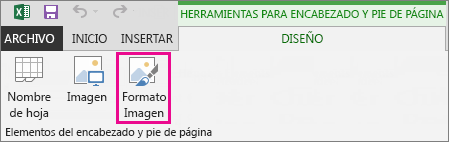 HERRAMIENTAS PARA ENCABEZADO Y PIE DE PÁGINA
ARCHIVO INICIO INSERTAR DISEÑO
Nombre de hoja
Imagen
Formato Imagen
Elementos del encabezado y pie de página